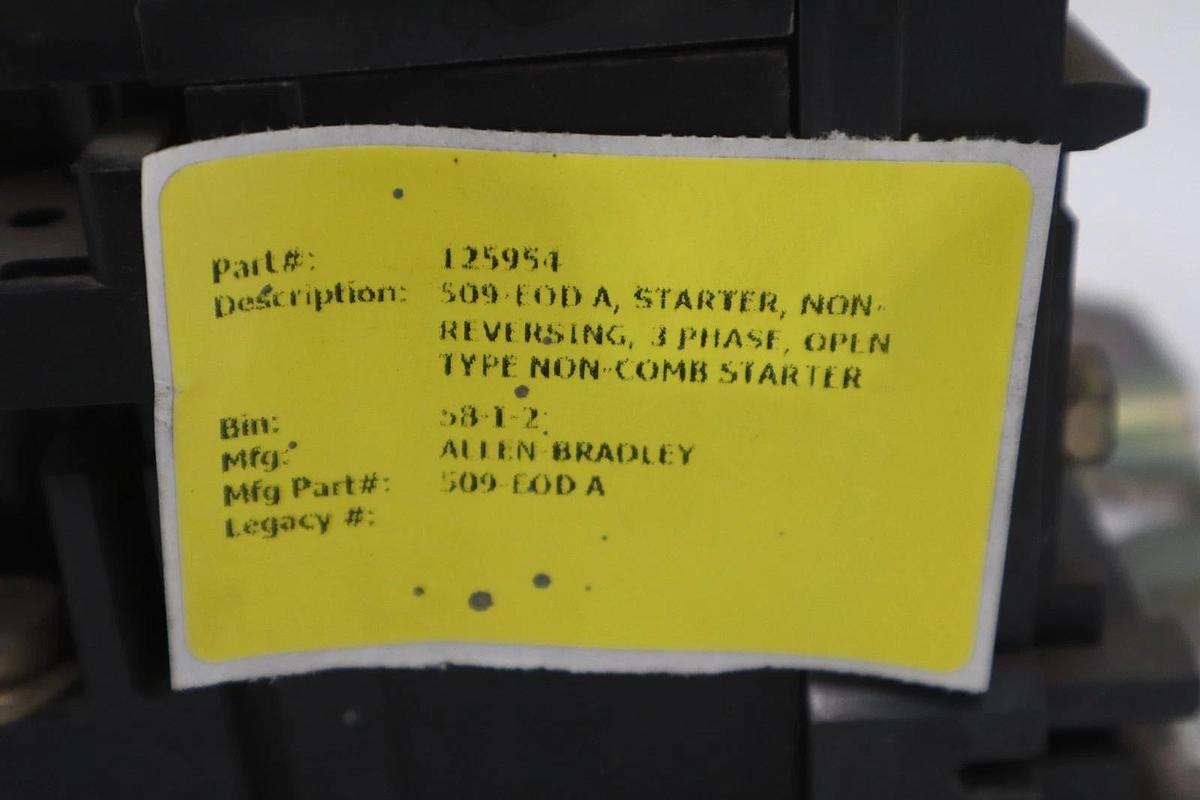 Part#: 125954
Description: 509-EOD A, STARTER, NON-
REVERSING, 3 PHASE, OPEN
TYPE NON-COMB STARTER
Bin: 58-1-2
Mfg: ALLEN-BRADLEY
Mfg Part#: 509-EOD A
Legacy #: